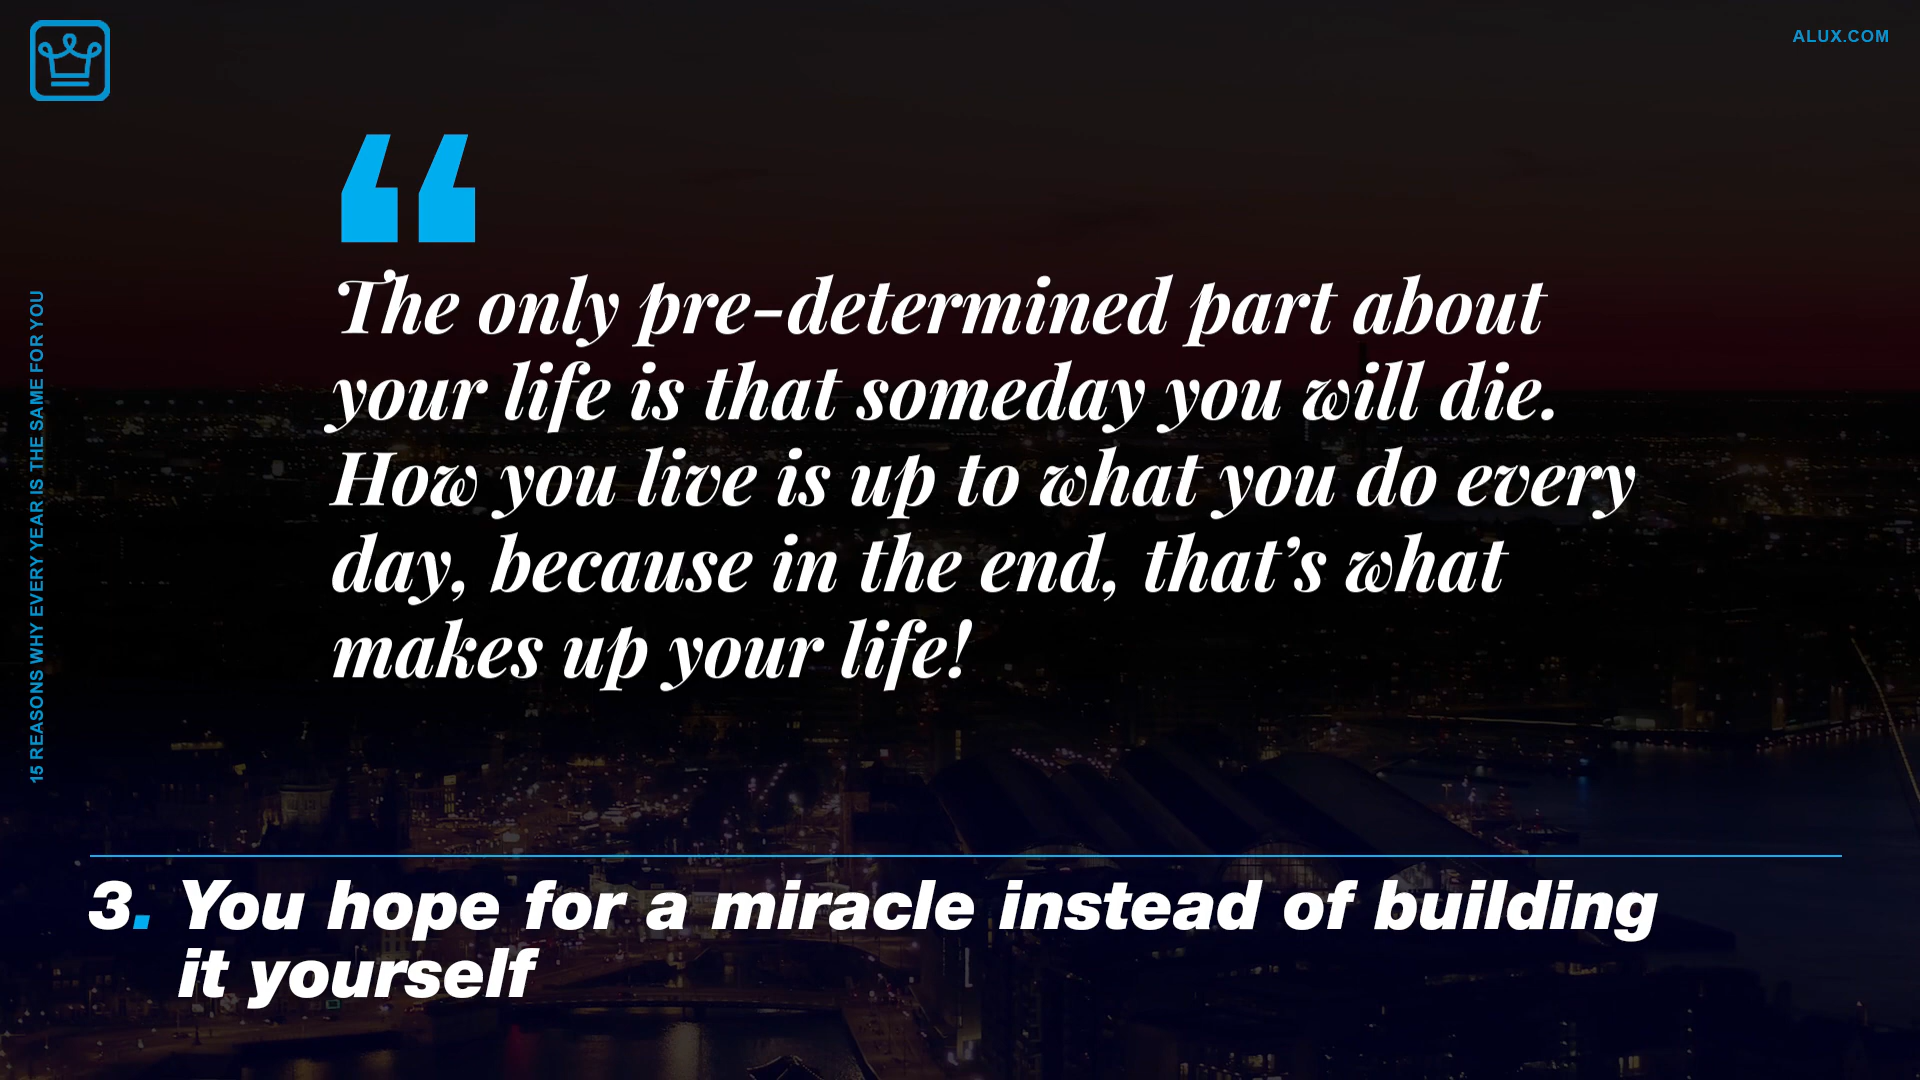 ALUX.COM
15 REASONS WHY EVERY YEAR IS THE SAME FOR YOU
“
The only pre-determined part about
your life is that someday you will die.
How you live is up to what you do every
day, because in the end, that’s what
makes up your life!
3. You hope for a miracle instead of building
it yourself